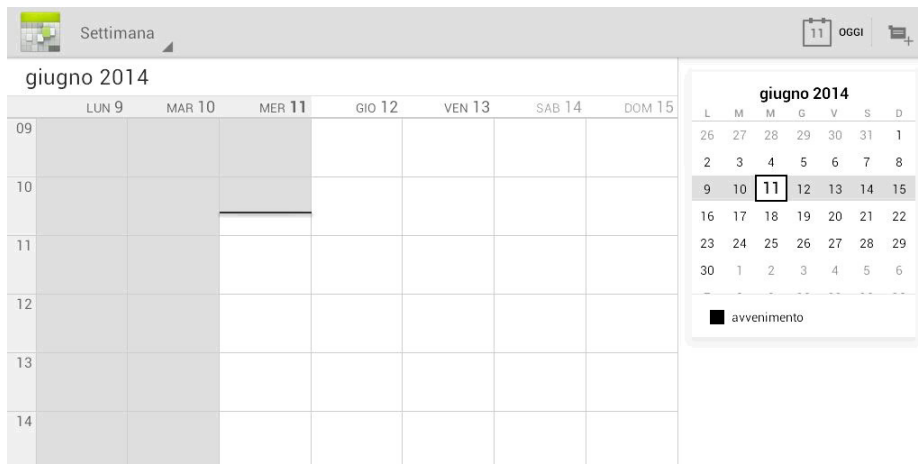 Settimana
11 OGGI
giugno 2014
LUN 9 MAR 10 MER 11 GIO 12 VEN 13 SAB 14 DOM 15
09
10
11
12
13
14
giugno 2014
L M M G V S D
26 27 28 29 30 31 1
2 3 4 5 6 7 8
9 10 11 12 13 14 15
16 17 18 19 20 21 22
23 24 25 26 27 28 29
30 1 2 3 4 5 6
avvenimento